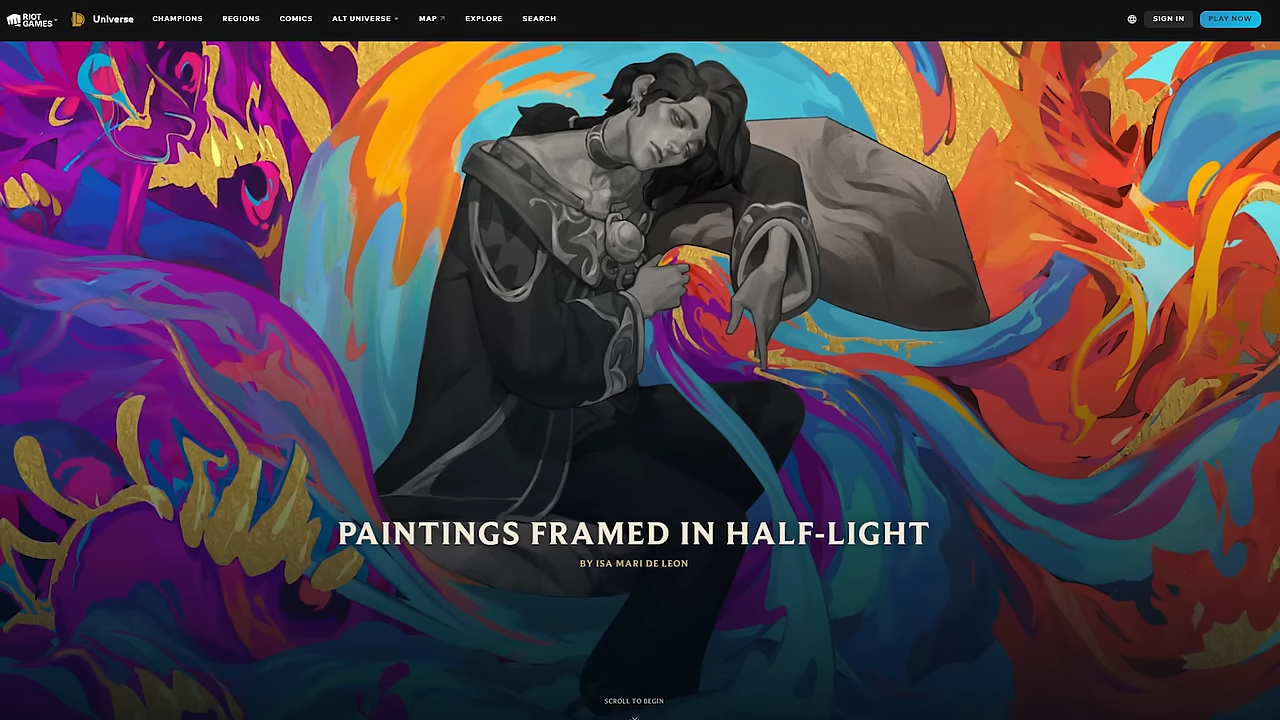 RIOT GAMES Universe CHAMPIONS REGIONS COMICS ALT UNIVERSE MAP EXPLORE SEARCH SIGN IN PLAY NOW
PAINTINGS FRAMED IN HALF-LIGHT
BY ISA MARI DE LEON
SCROLL TO BEGIN